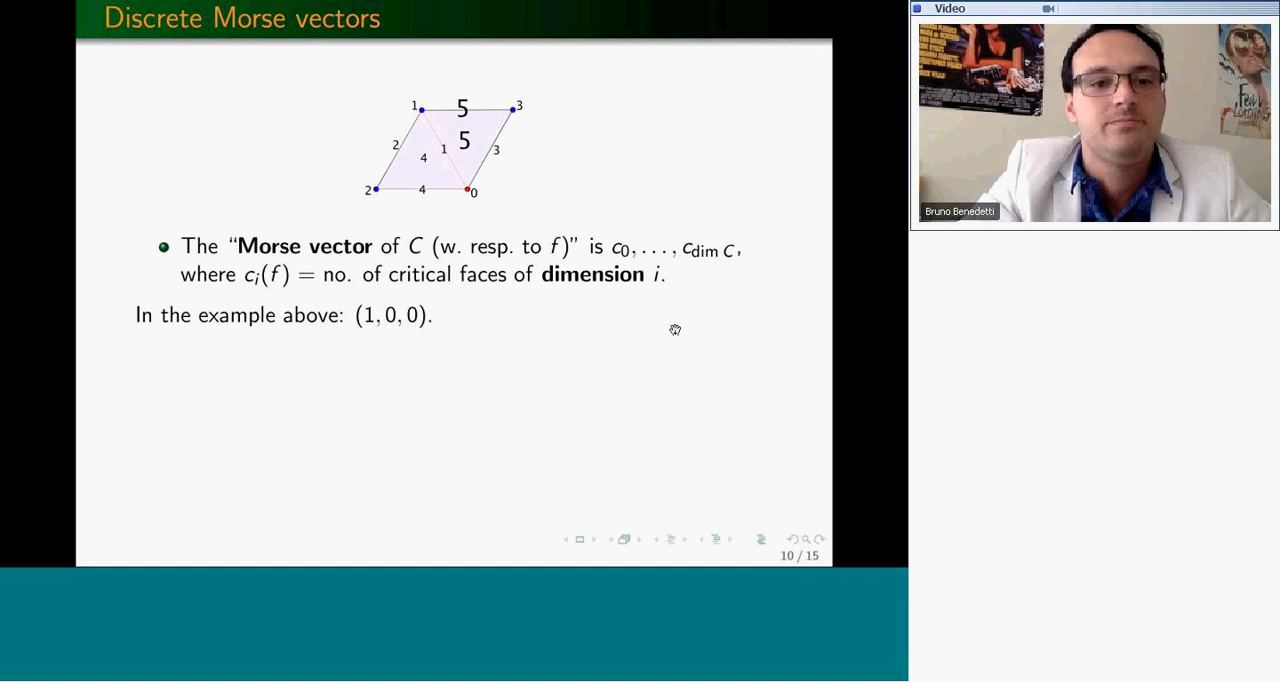 Discrete Morse vectors
1 5 3
5
2 4 1 3
2 4 0
The “Morse vector of C (w. resp. to f)” is c₀, . . . , c_dim C,
where cᵢ(f) = no. of critical faces of dimension i.
In the example above: (1, 0, 0).
10 / 15
Video
Bruno Benedetti